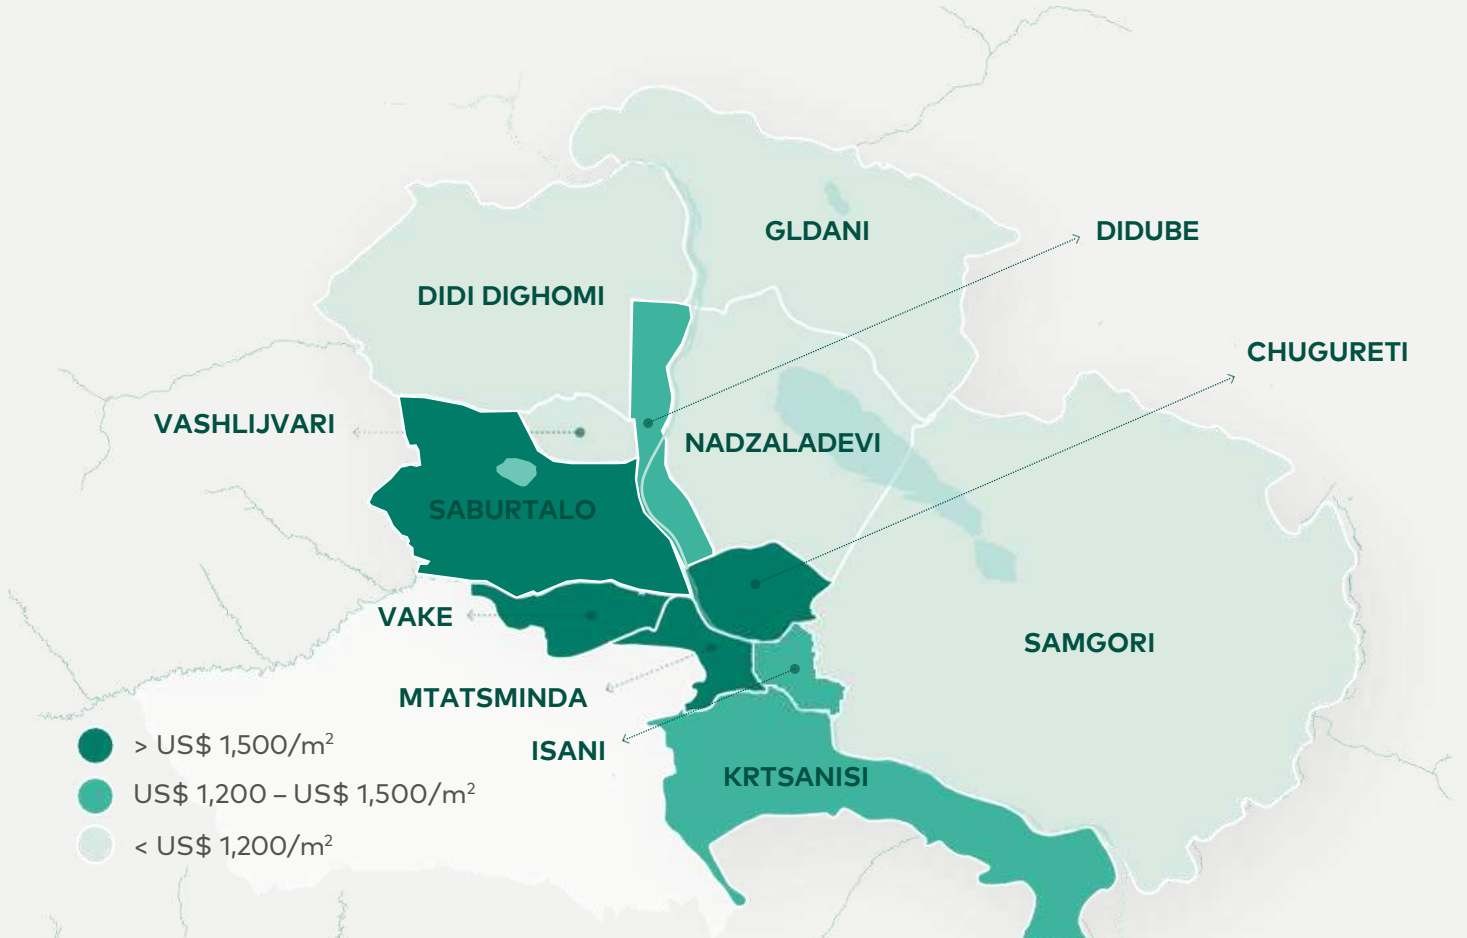 GLDANI
DIDUBE
DIDI DIGHOMI
CHUGURETI
VASHLIJVARI
NADZALADEVI
SABURTALO
VAKE
SAMGORI
MTATSMINDA
ISANI
KRTSANISI
> US$ 1,500/m²
US$ 1,200 – US$ 1,500/m²
< US$ 1,200/m²